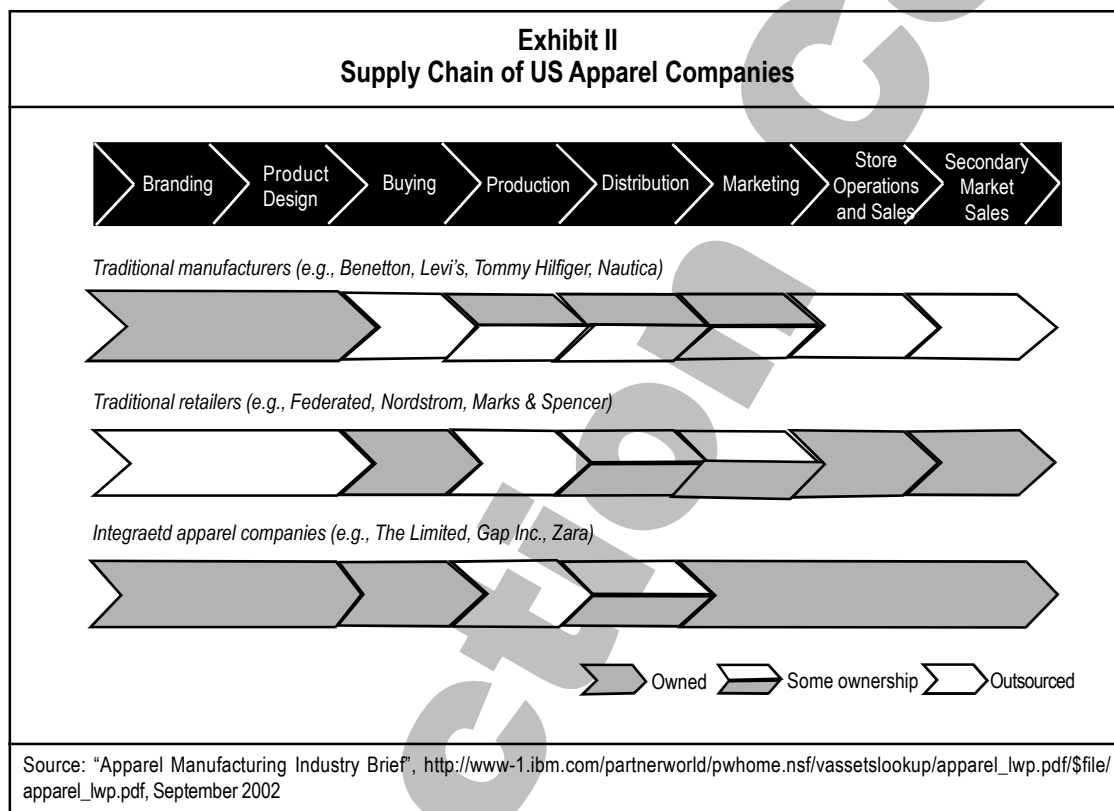 Exhibit II
Supply Chain of US Apparel Companies
Branding
Product
Design
Buying
Production
Distribution
Marketing
Store
Operations
and Sales
Secondary
Market
Sales
Traditional manufacturers (e.g., Benetton, Levi's, Tommy Hilfiger, Nautica)
Traditional retailers (e.g., Federated, Nordstrom, Marks & Spencer)
Integraetd apparel companies (e.g., The Limited, Gap Inc., Zara)
Owned
Some ownership
Outsourced
Source: “Apparel Manufacturing Industry Brief”, http://www-1.ibm.com/partnerworld/pwhome.nsf/vassetslookup/apparel_lwp.pdf/$file/
apparel_lwp.pdf, September 2002